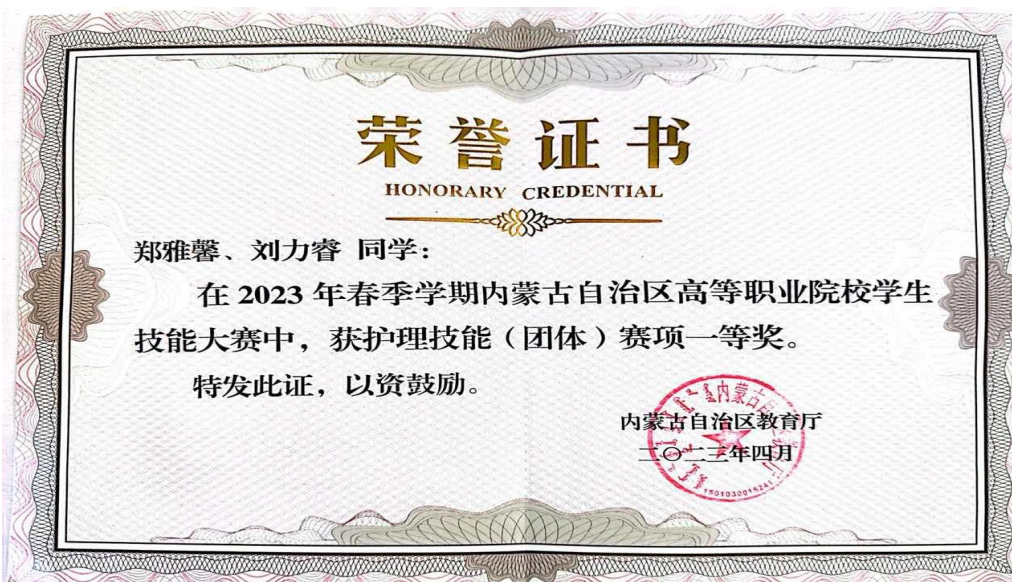 荣誉证书
HONORARY CREDENTIAL
郑雅馨、刘力睿 同学：
在 2023 年春季学期内蒙古自治区高等职业院校学生
技能大赛中，获护理技能（团体）赛项一等奖。
特发此证，以资鼓励。
内蒙古自治区教育厅
二〇二三年四月